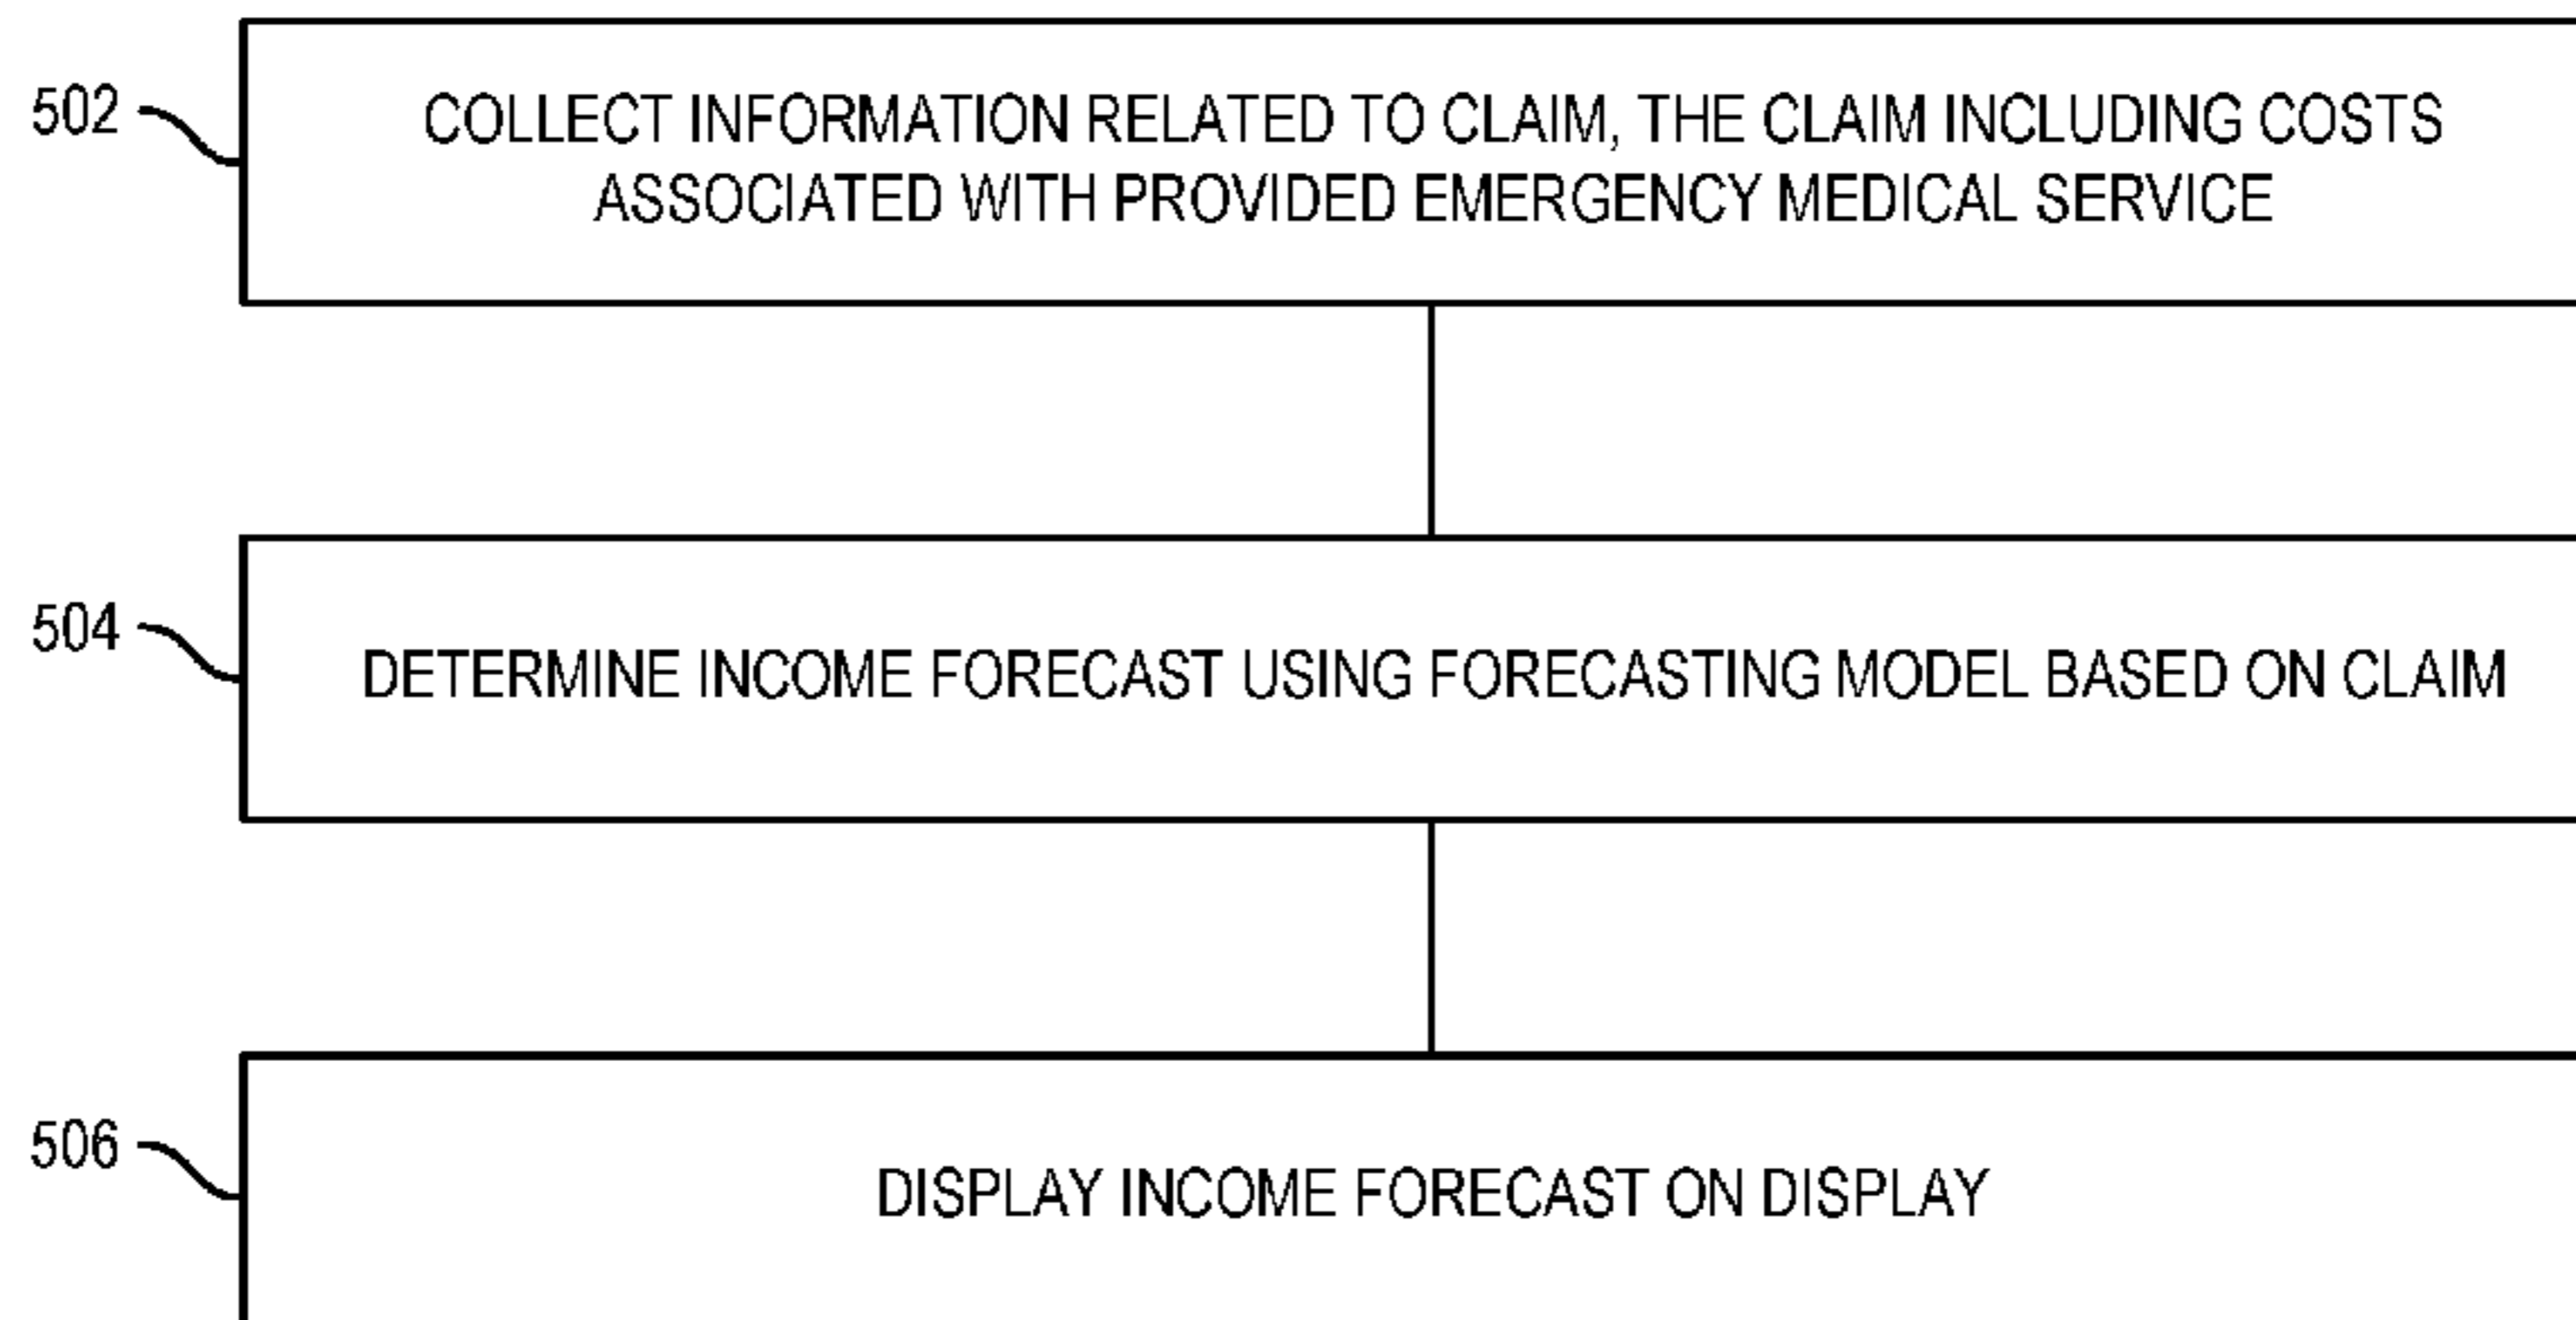 502
COLLECT INFORMATION RELATED TO CLAIM, THE CLAIM INCLUDING COSTS
ASSOCIATED WITH PROVIDED EMERGENCY MEDICAL SERVICE
504
DETERMINE INCOME FORECAST USING FORECASTING MODEL BASED ON CLAIM
506
DISPLAY INCOME FORECAST ON DISPLAY